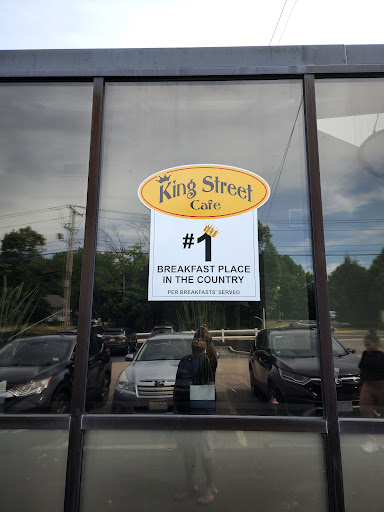 King Street
Cafe
#1
BREAKFAST PLACE
IN THE COUNTRY
PER BREAKFASTS' SERVED